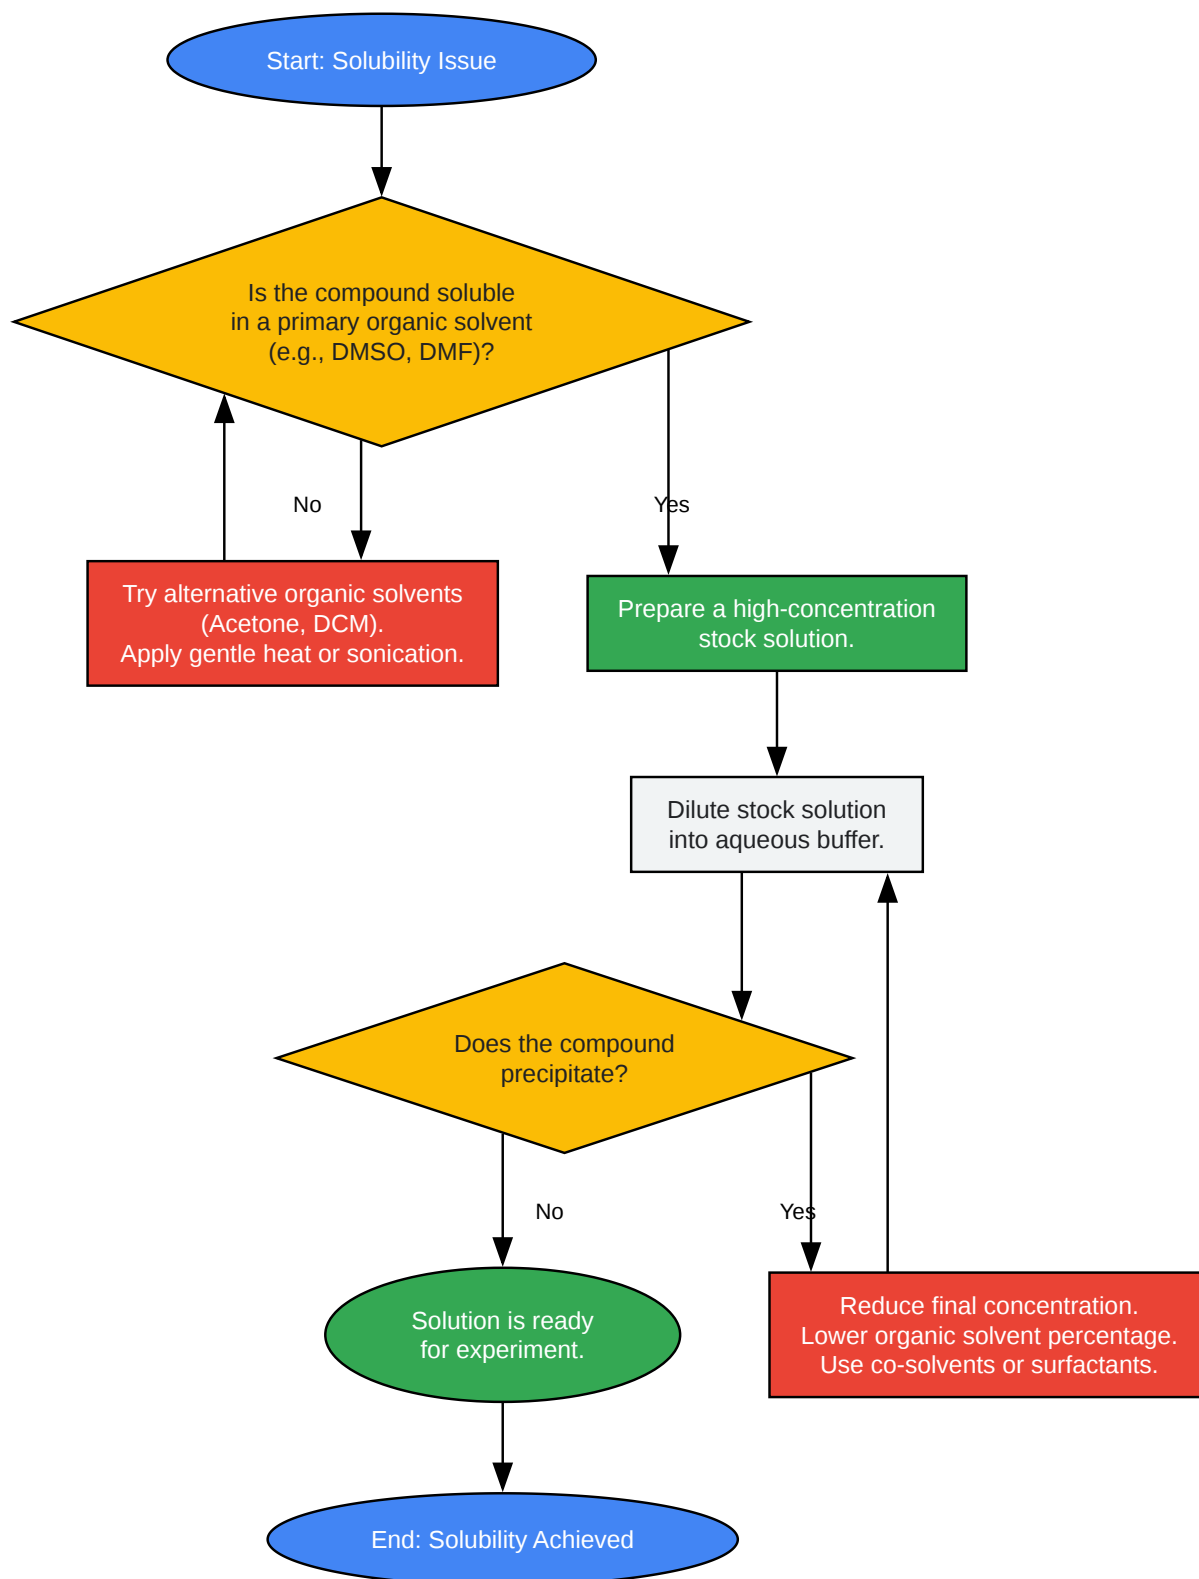 Start: Solubility Issue
Is the compound soluble
in a primary organic solvent
(e.g., DMSO, DMF)?
No
Yes
Try alternative organic solvents
(Acetone, DCM).
Apply gentle heat or sonication.
Prepare a high-concentration
stock solution.
Dilute stock solution
into aqueous buffer.
Does the compound
precipitate?
No
Yes
Solution is ready
for experiment.
Reduce final concentration.
Lower organic solvent percentage.
Use co-solvents or surfactants.
End: Solubility Achieved